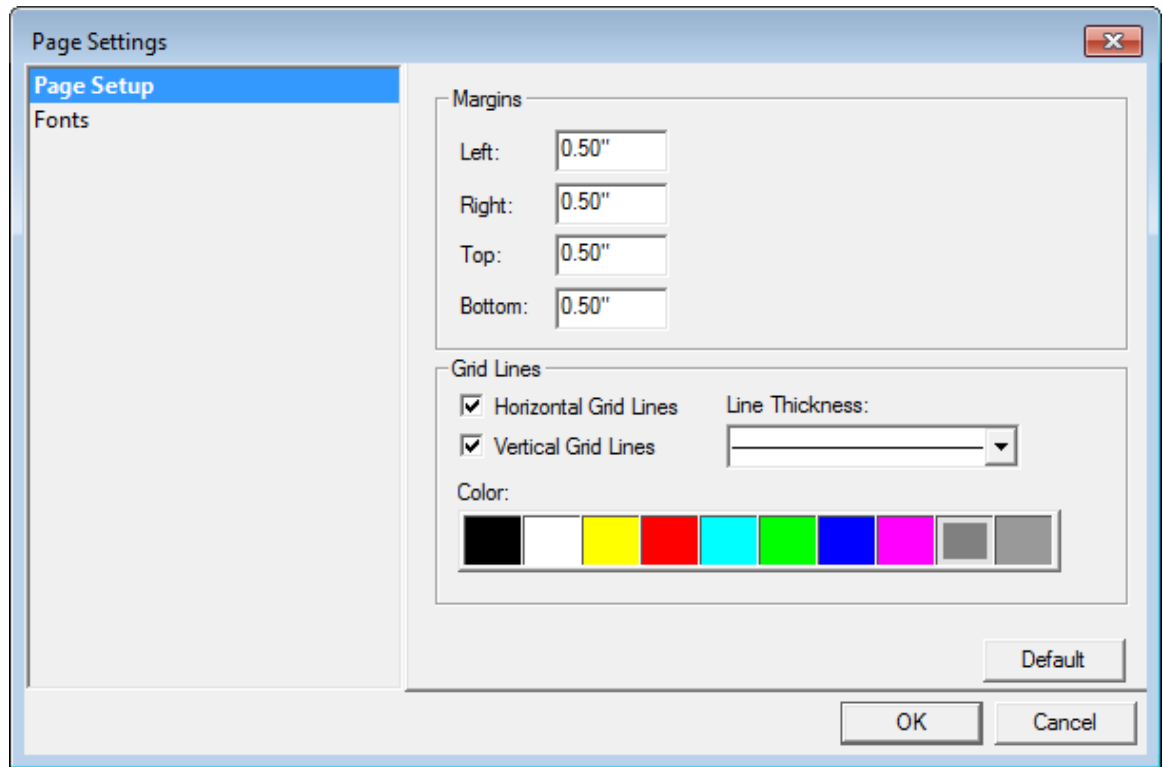 Page Settings
Page Setup
Fonts
Margins
Left: 0.50"
Right: 0.50"
Top: 0.50"
Bottom: 0.50"
Grid Lines
Horizontal Grid Lines
Line Thickness:
Vertical Grid Lines
Color:
Default
OK
Cancel